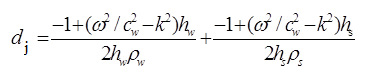 d_j = \frac{-1+(\omega^2/c_w^2-k^2)h_w}{2h_w\rho_w} + \frac{-1+(\omega^2/c_w^2-k^2)h_s}{2h_s\rho_s}